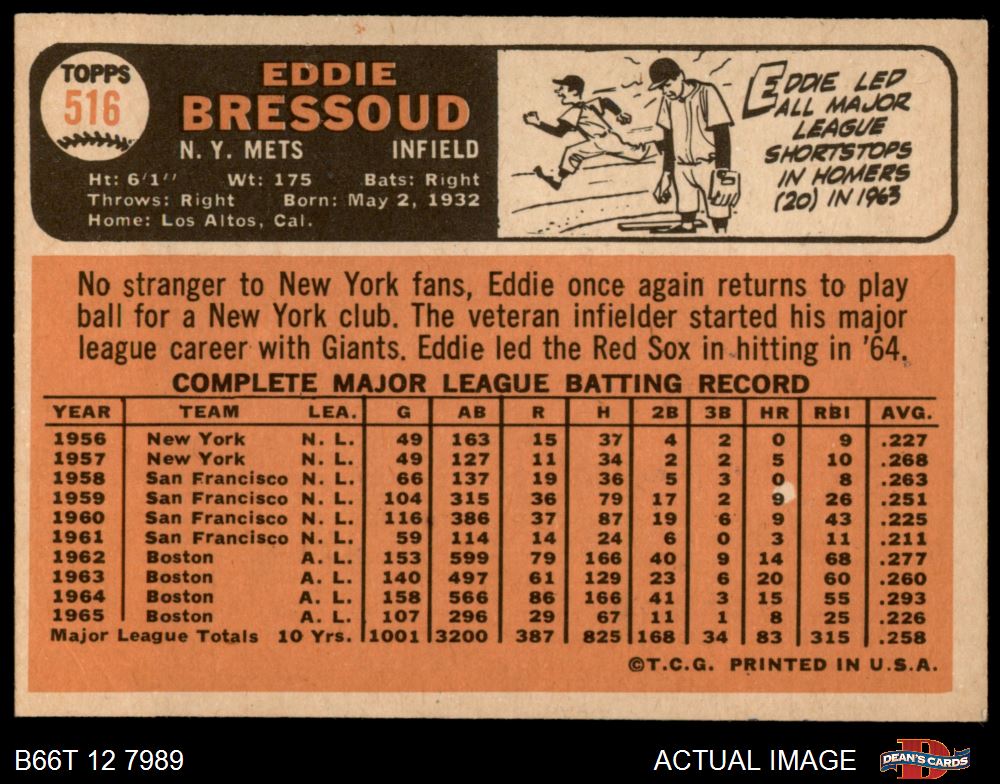 TOPPS
516
EDDIE
BRESSOUD
N. Y. METS INFIELD
Ht: 6'1" Wt: 175 Bats: Right
Throws: Right Born: May 2, 1932
Home: Los Altos, Cal.
EDDIE LED
ALL MAJOR
LEAGUE
SHORTSTOPS
IN HOMERS
(20) IN 1963
No stranger to New York fans, Eddie once again returns to play
ball for a New York club. The veteran infielder started his major
league career with Giants. Eddie led the Red Sox in hitting in '64.
COMPLETE MAJOR LEAGUE BATTING RECORD
YEAR TEAM LEA. G AB R H 2B 3B HR RBI AVG.
1956 New York N. L. 49 163 15 37 4 2 0 9 .227
1957 New York N. L. 49 127 11 34 2 2 5 10 .268
1958 San Francisco N. L. 66 137 19 36 5 3 0 8 .263
1959 San Francisco N. L. 104 315 36 79 17 2 9 26 .251
1960 San Francisco N. L. 116 386 37 87 19 6 9 43 .225
1961 San Francisco N. L. 59 114 14 24 6 0 3 11 .211
1962 Boston A. L. 153 599 79 166 40 9 14 68 .277
1963 Boston A. L. 140 497 61 129 23 6 20 60 .260
1964 Boston A. L. 158 566 86 166 41 3 15 55 .293
1965 Boston A. L. 107 296 29 67 11 1 8 25 .226
Major League Totals 10 Yrs. 1001 3200 387 825 168 34 83 315 .258
©T.C.G. PRINTED IN U.S.A.
B66T 12 7989 ACTUAL IMAGE DEAN'S CARDS